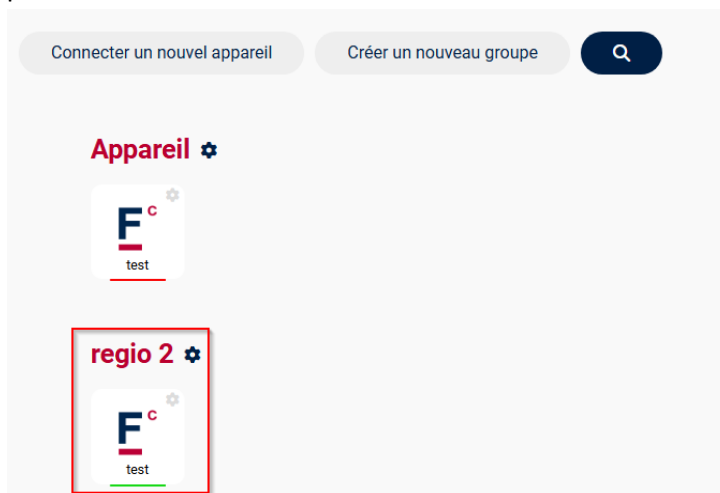 Connecter un nouvel appareil Créer un nouveau groupe
Appareil
F C
test
regio 2
F C
test